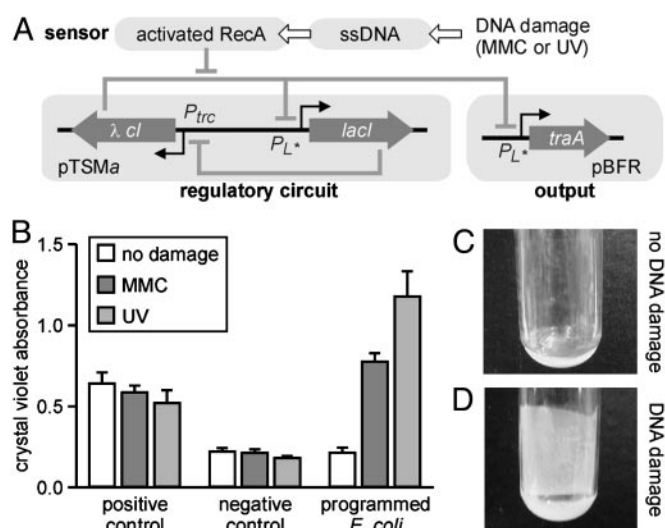 A
sensor
activated RecA
ssDNA
DNA damage
(MMC or UV)
λ cI
Ptrc
PL*
lacI
pTSMa
regulatory circuit
PL*
traA
pBFR
output
B
crystal violet absorbance
1.5
1.0
0.5
0.0
no damage
MMC
UV
positive
control
negative
control
programmed
E. coli
C
no DNA damage
D
DNA damage